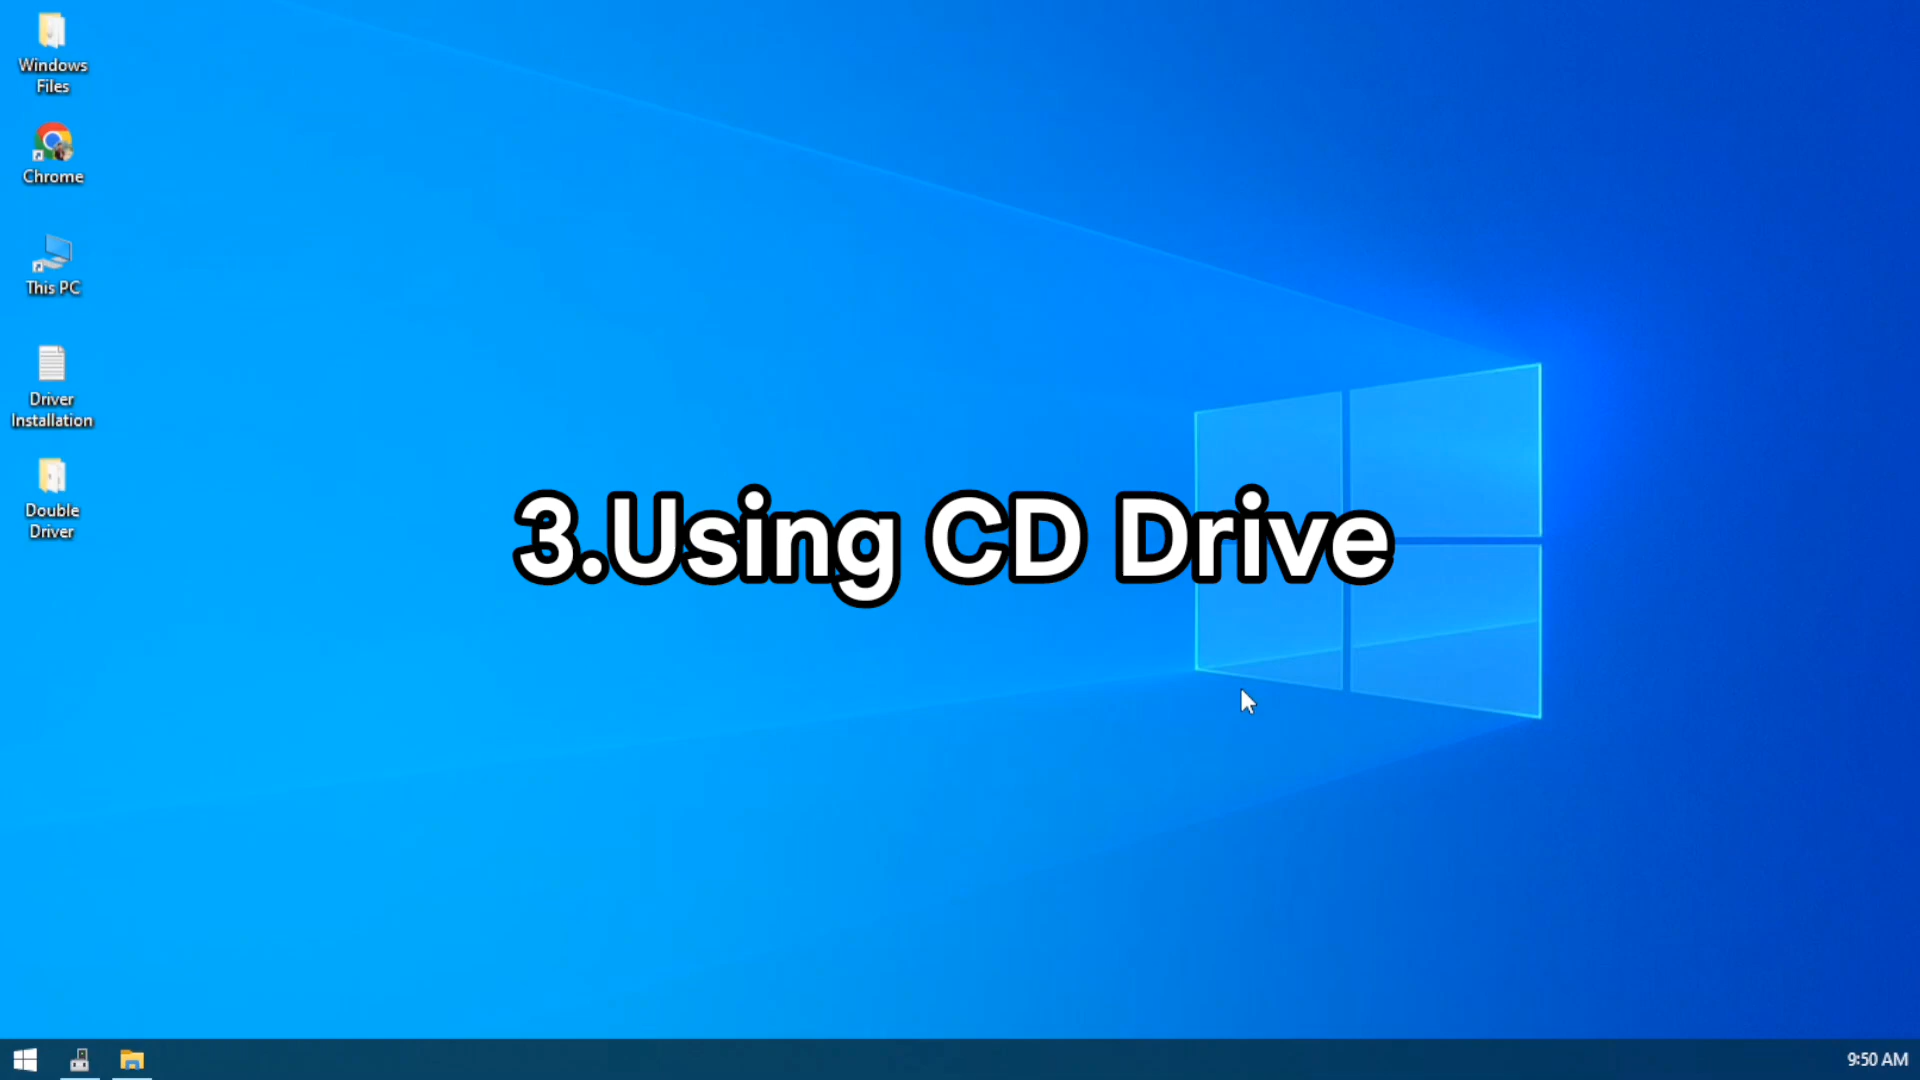 Windows
Files
Chrome
This PC
Driver
Installation
Double
Driver
3.Using CD Drive
9:50 AM